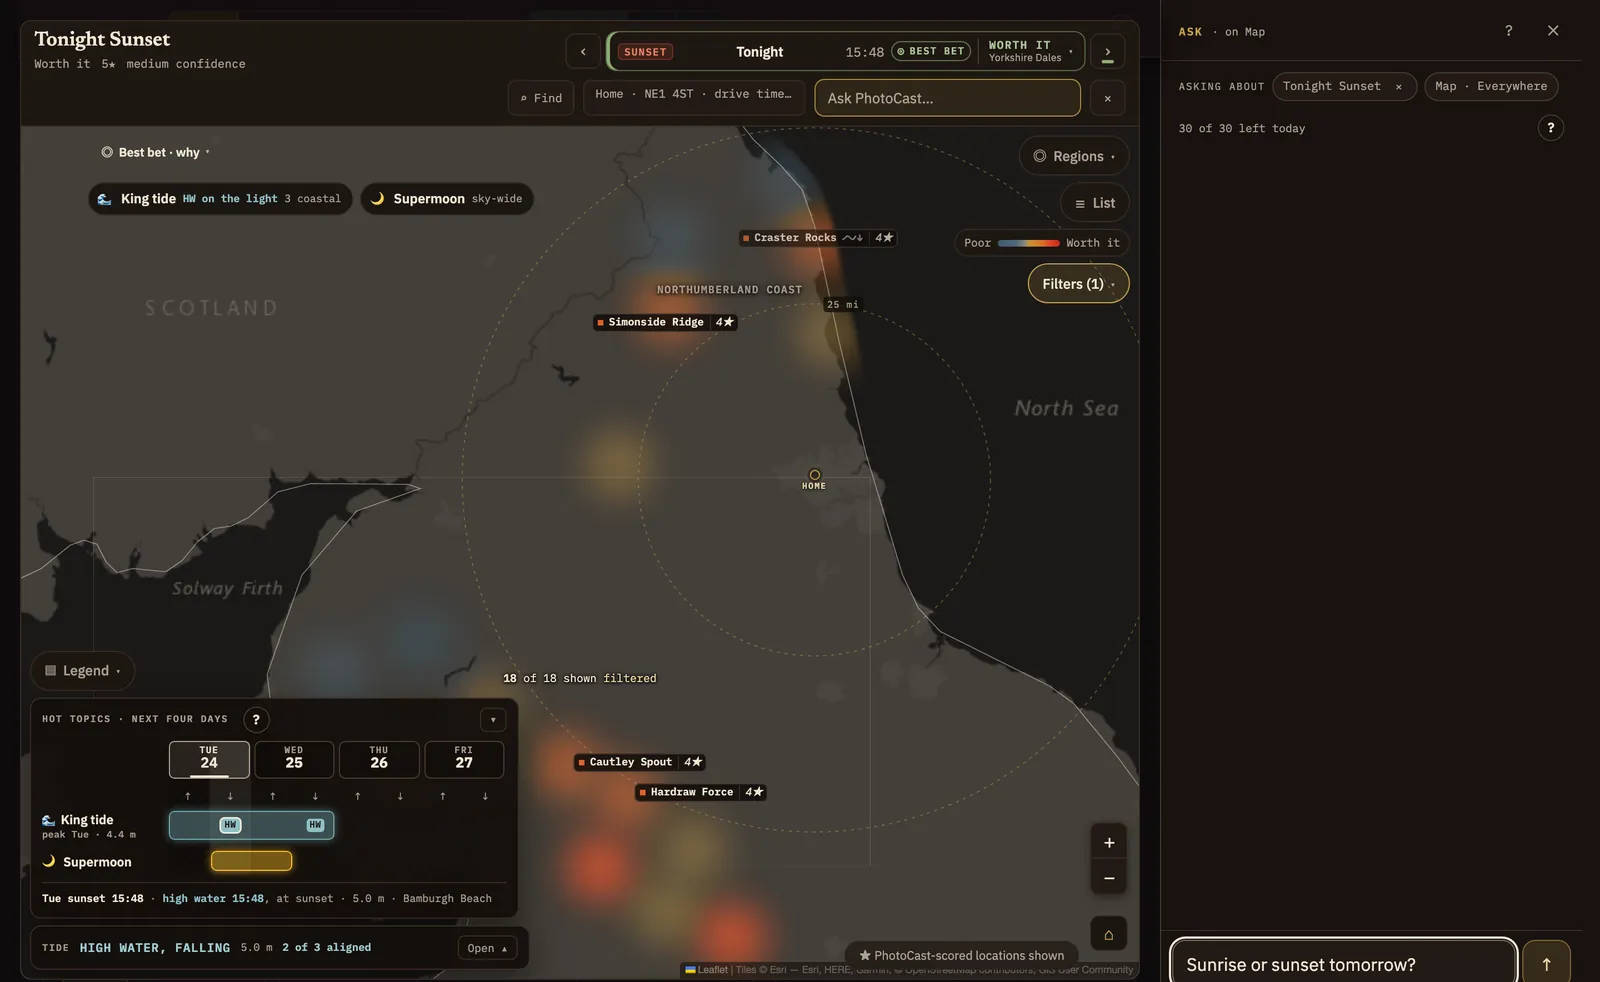 Tonight Sunset
Worth it 5★ medium confidence
‹
SUNSET Tonight 15:48 ◎ BEST BET WORTH IT
Yorkshire Dales
›
Find
Home · NE1 4ST · drive time…
Ask PhotoCast...
×
Best bet · why
King tide HW on the light 3 coastal
Supermoon sky-wide
Regions
List
Poor Worth it
Filters (1)
Craster Rocks 4★
NORTHUMBERLAND COAST
25 mi
SCOTLAND
Simonside Ridge 4★
North Sea
HOME
Solway Firth
Legend
18 of 18 shown filtered
HOT TOPICS · NEXT FOUR DAYS ?
TUE WED THU FRI
24 25 26 27
↑ ↓ ↑ ↓ ↑ ↓ ↑ ↓
King tide HW HW
peak Tue · 4.4 m
Supermoon
Tue sunset 15:48 · high water 15:48, at sunset · 5.0 m · Bamburgh Beach
TIDE HIGH WATER, FALLING 5.0 m 2 of 3 aligned Open ▴
Cautley Spout 4★
Hardraw Force 4★
+
−
★ PhotoCast-scored locations shown
Leaflet | Tiles © Esri — Esri, HERE, Garmin, © OpenStreetMap contributors, GIS User Community
ASK · on Map ? ×
ASKING ABOUT Tonight Sunset × Map · Everywhere
30 of 30 left today ?
Sunrise or sunset tomorrow? ↑